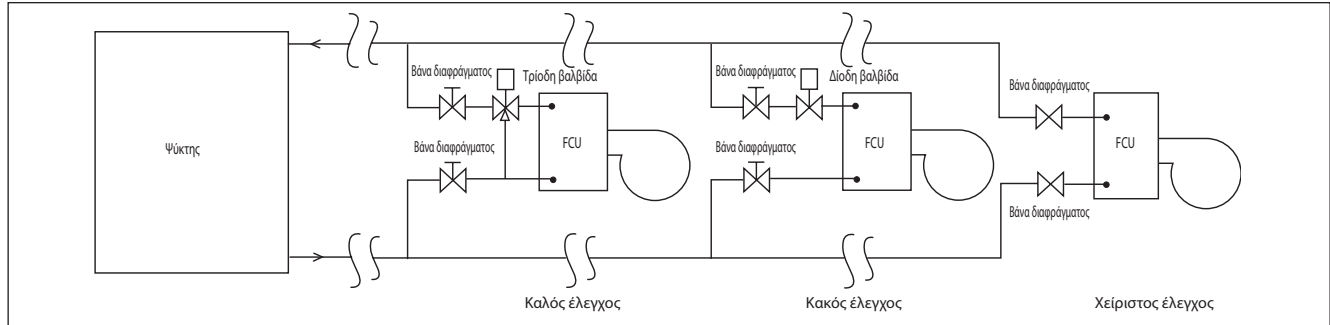 Βάνα διαφράγματος
Τρίοδη βαλβίδα
Βάνα διαφράγματος
Δίοδη βαλβίδα
Βάνα διαφράγματος
Ψύκτης
Βάνα διαφράγματος
FCU
Βάνα διαφράγματος
FCU
FCU
Βάνα διαφράγματος
Καλός έλεγχος
Κακός έλεγχος
Χείριστος έλεγχος